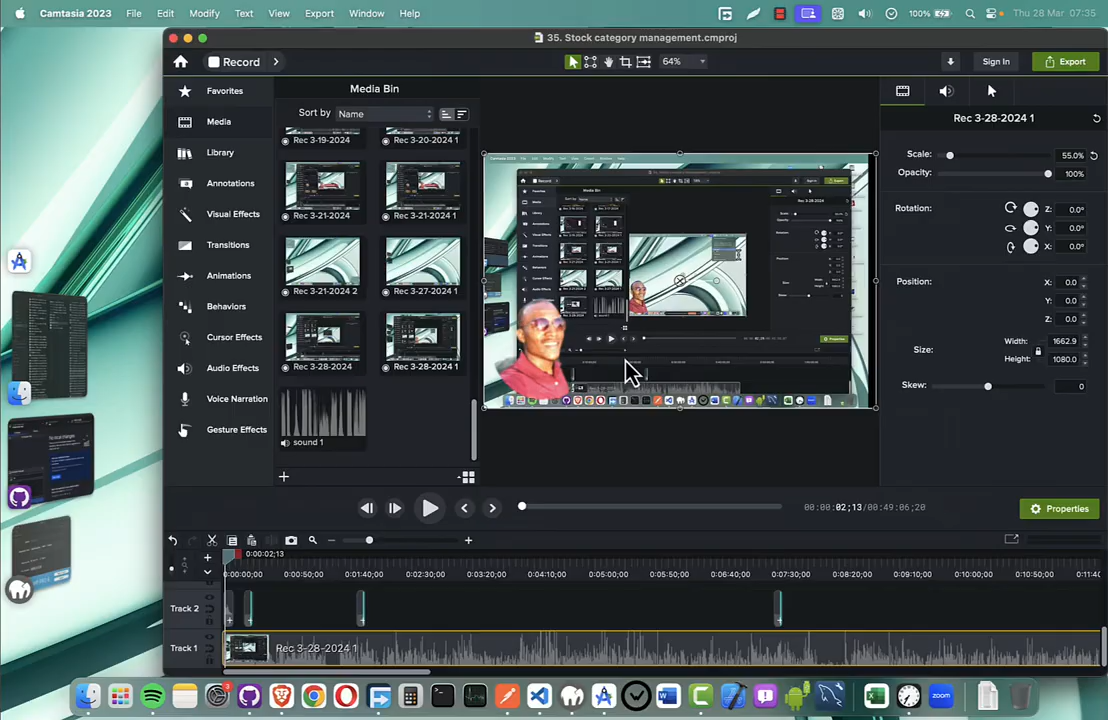 Camtasia 2023 File Edit Modify Text View Export Window Help 100% Thu 28 Mar 07:35
35. Stock category management.cmproj
Record 64% Sign In Export
Favorites
Media
Library
Annotations
Visual Effects
Transitions
Animations
Behaviors
Cursor Effects
Audio Effects
Voice Narration
Gesture Effects
Media Bin
Sort by Name
Rec 3-19-2024 Rec 3-20-2024 1
Rec 3-21-2024 Rec 3-21-2024 1
Rec 3-21-2024 2 Rec 3-27-2024 1
Rec 3-28-2024 Rec 3-28-2024 1
sound 1
Rec 3-28-2024 1
Scale: 55.0%
Opacity: 100%
Rotation: Z: 0.0°
Y: 0.0°
X: 0.0°
Position: X: 0.0
Y: 0.0
Z: 0.0
Size: Width: 1662.9
Height: 1080.0
Skew: 0
00:00:02;13/00:49:06;20
Properties
0:00:02;13
0:00:00;00 0:00:50;00 0:01:40;00 0:02:30;00 0:03:20;00 0:04:10;00 0:05:00;00 0:05:50;00 0:06:40;00 0:07:30;00 0:08:20;00 0:09:10;00 0:10:00;00 0:10:50;00 0:11:40
Track 2
Track 1 Rec 3-28-2024 1
3
zoom